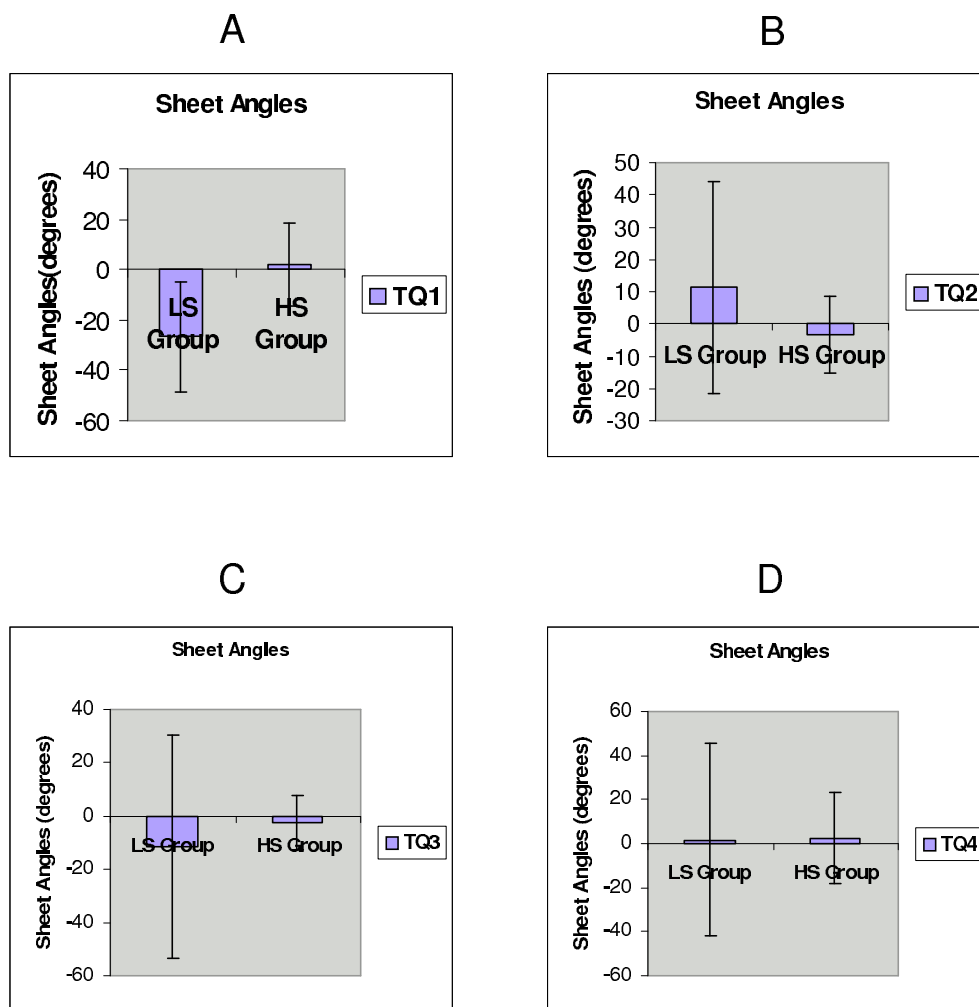 A
Sheet Angles
Sheet Angles(degrees)
40
20
0
-20
-40
-60
LS Group
HS Group
TQ1
B
Sheet Angles
Sheet Angles (degrees)
50
40
30
20
10
0
-10
-20
-30
LS Group
HS Group
TQ2
C
Sheet Angles
Sheet Angles (degrees)
40
20
0
-20
-40
-60
LS Group
HS Group
TQ3
D
Sheet Angles
Sheet Angles (degrees)
60
40
20
0
-20
-40
-60
LS Group
HS Group
TQ4